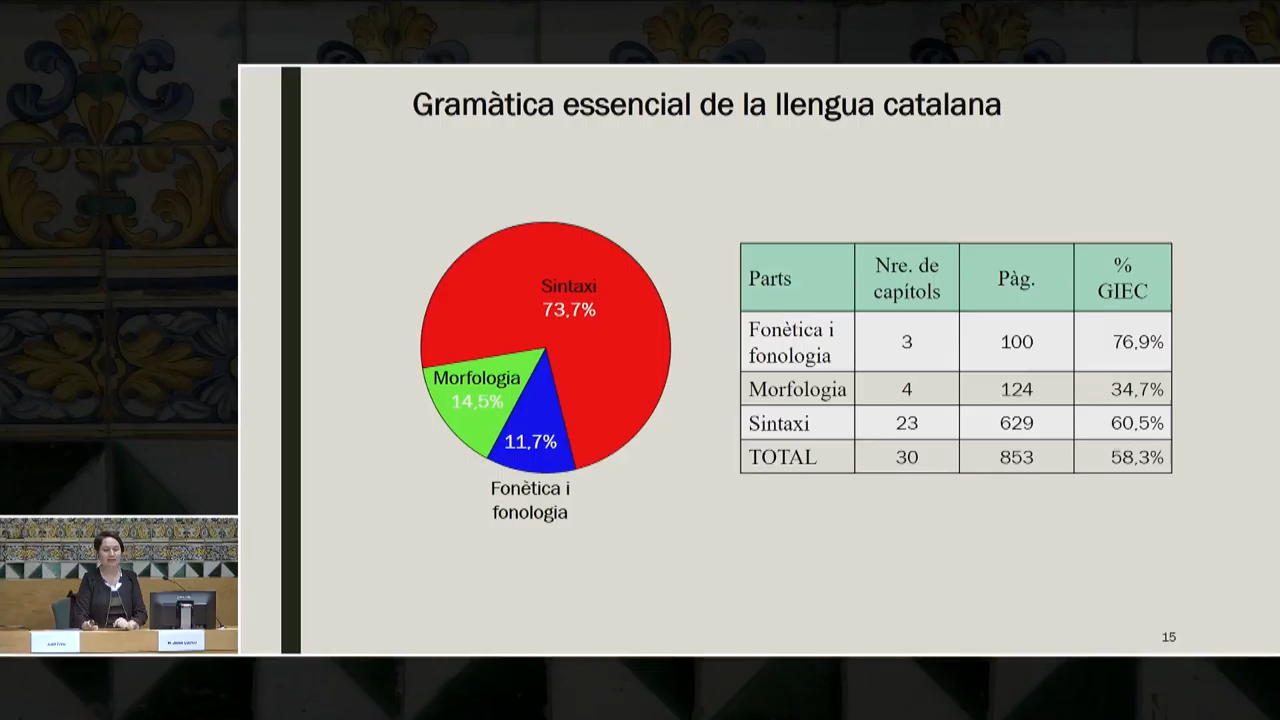 Gramàtica essencial de la llengua catalana
Sintaxi
73,7%
Morfologia
14,5%
11,7%
Fonètica i
fonologia
Parts
Nre. de
capítols
Pàg.
%
GIEC
Fonètica i
fonologia
3
100
76,9%
Morfologia
4
124
34,7%
Sintaxi
23
629
60,5%
TOTAL
30
853
58,3%
15